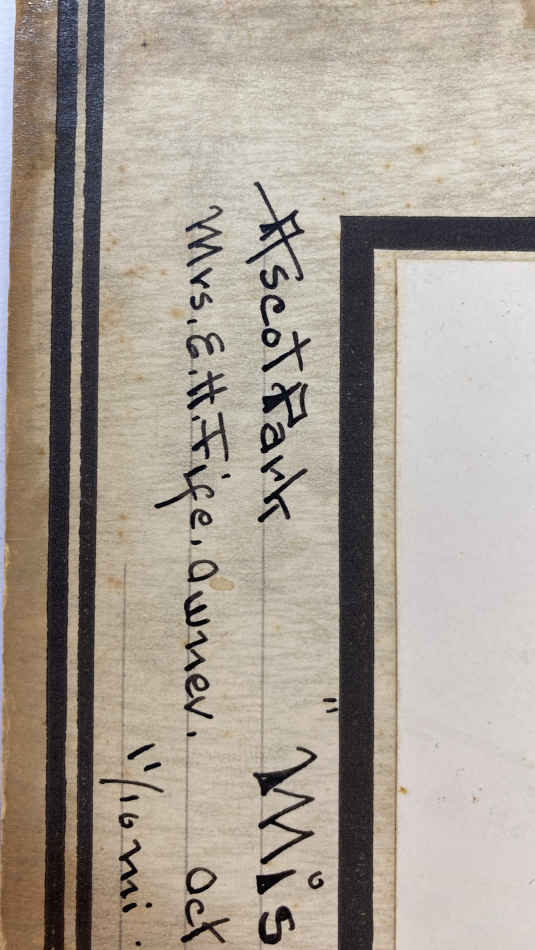 Ascot Park "Mis
Mrs. E.H. Fife, Owner. Oct
1 1/16 mi.